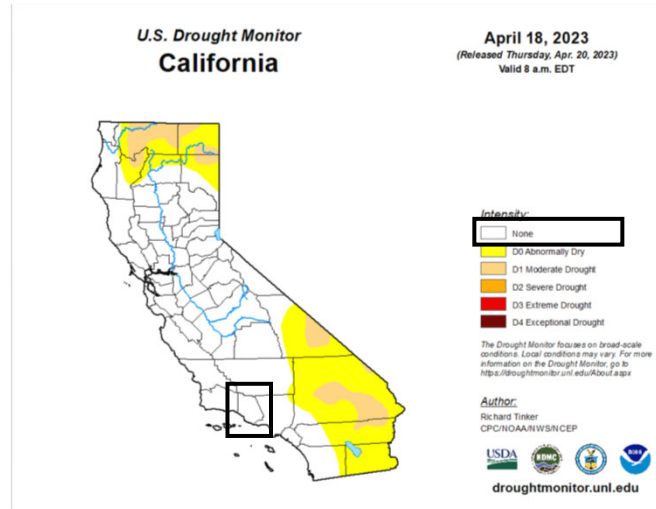 U.S. Drought Monitor
California
April 18, 2023
(Released Thursday, Apr. 20, 2023)
Valid 8 a.m. EDT
Intensity:
None
D0 Abnormally Dry
D1 Moderate Drought
D2 Severe Drought
D3 Extreme Drought
D4 Exceptional Drought
The Drought Monitor focuses on broad-scale
conditions. Local conditions may vary. For more
information on the Drought Monitor, go to
https://droughtmonitor.unl.edu/About.aspx
Author:
Richard Tinker
CPC/NOAA/NWS/NCEP
USDA
NDMC
NOAA
droughtmonitor.unl.edu